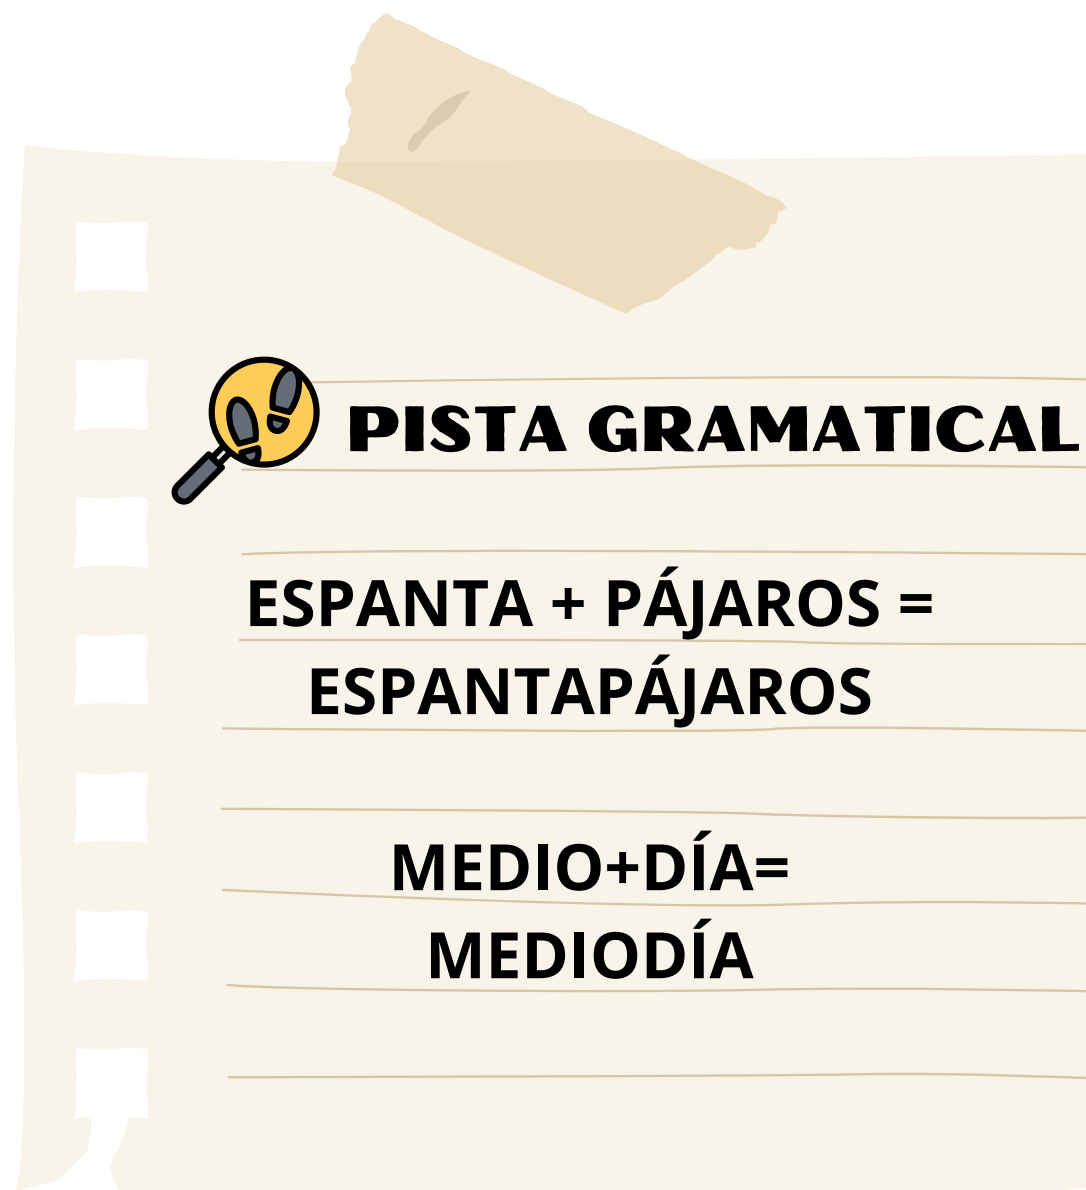 PISTA GRAMATICAL
ESPANTA + PÁJAROS =
ESPANTAPÁJAROS
MEDIO+DÍA=
MEDIODÍA